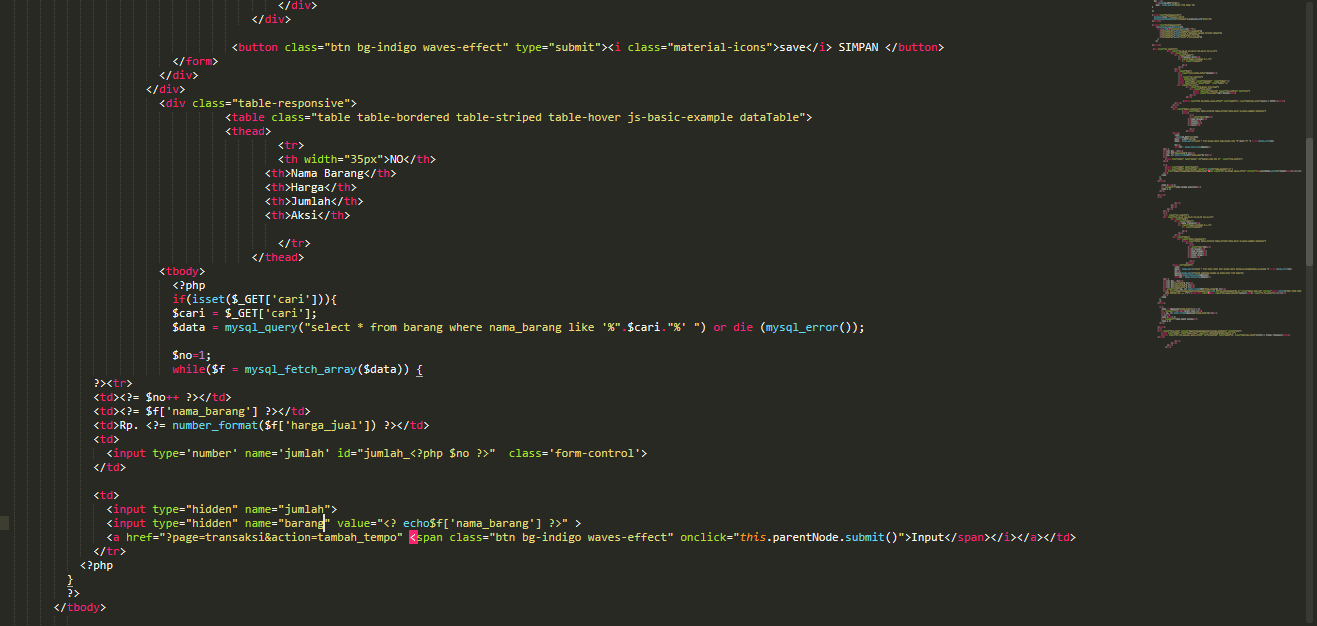 </div>
</div>
<button class="btn bg-indigo waves-effect" type="submit"><i class="material-icons">save</i> SIMPAN </button>
</form>
</div>
</div>
<div class="table-responsive">
<table class="table table-bordered table-striped table-hover js-basic-example dataTable">
<thead>
<tr>
<th width="35px">NO</th>
<th>Nama Barang</th>
<th>Harga</th>
<th>Jumlah</th>
<th>Aksi</th>
</tr>
</thead>
<tbody>
<?php
if(isset($_GET['cari'])){
$cari = $_GET['cari'];
$data = mysql_query("select * from barang where nama_barang like '%".$cari."%' ") or die (mysql_error());
$no=1;
while($f = mysql_fetch_array($data)) {
?><tr>
<td><?= $no++ ?></td>
<td><?= $f['nama_barang'] ?></td>
<td>Rp. <?= number_format($f['harga_jual']) ?></td>
<td>
<input type='number' name='jumlah' id="jumlah_<?php $no ?>"  class='form-control'>
</td>
<td>
<input type="hidden" name="jumlah">
<input type="hidden" name="barang" value="<? echo$f['nama_barang'] ?>" >
<a href="?page=transaksi&action=tambah_tempo" <span class="btn bg-indigo waves-effect" onclick="this.parentNode.submit()">Input</span></i></a></td>
</tr>
<?php
}
?>
</tbody>